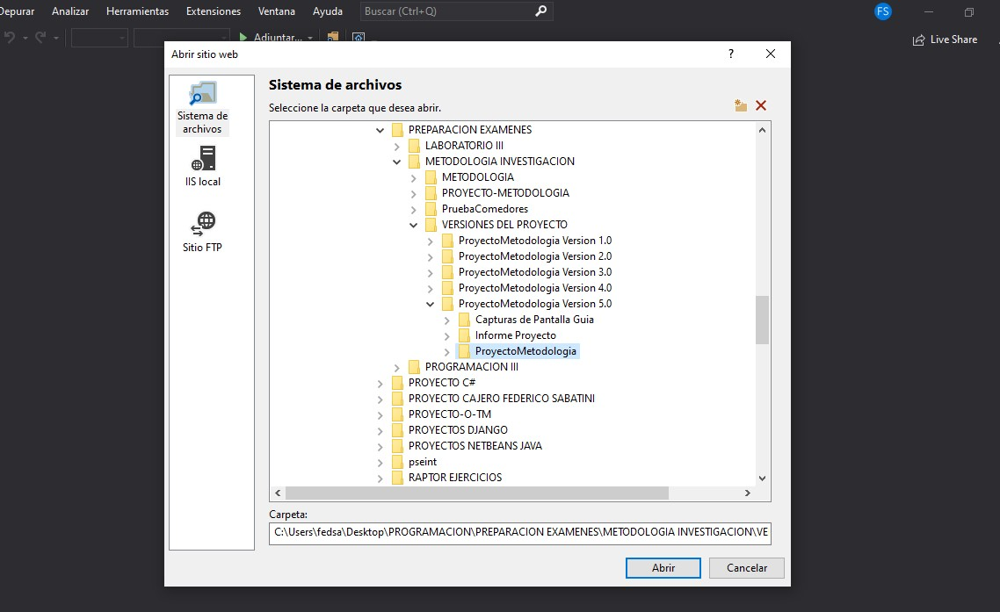 Depurar Analizar Herramientas Extensiones Ventana Ayuda Buscar (Ctrl+Q) FS
Adjuntar... Live Share
Abrir sitio web ?
Sistema de archivos
IIS local
Sitio FTP
Sistema de archivos
Seleccione la carpeta que desea abrir.
PREPARACION EXAMENES
LABORATORIO III
METODOLOGIA INVESTIGACION
METODOLOGIA
PROYECTO-METODOLOGIA
PruebaComedores
VERSIONES DEL PROYECTO
ProyectoMetodologia Version 1.0
ProyectoMetodologia Version 2.0
ProyectoMetodologia Version 3.0
ProyectoMetodologia Version 4.0
ProyectoMetodologia Version 5.0
Capturas de Pantalla Guia
Informe Proyecto
ProyectoMetodologia
PROGRAMACION III
PROYECTO C#
PROYECTO CAJERO FEDERICO SABATINI
PROYECTO-O-TM
PROYECTOS DJANGO
PROYECTOS NETBEANS JAVA
pseint
RAPTOR EJERCICIOS
Carpeta:
C:\Users\fedsa\Desktop\PROGRAMACION\PREPARACION EXAMENES\METODOLOGIA INVESTIGACION\VE
Abrir Cancelar